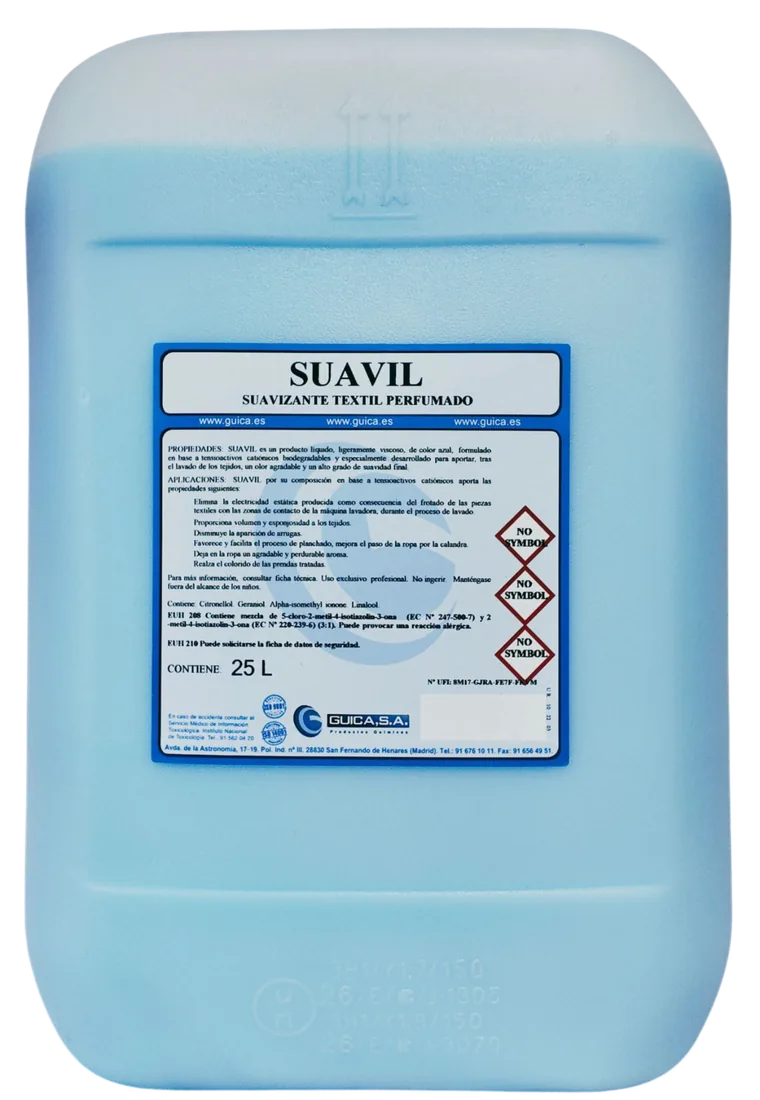 SUAVIL
SUAVIZANTE TEXTIL PERFUMADO
www.guica.es www.guica.es www.guica.es
PROPIEDADES: SUAVIL es un producto líquido, ligeramente viscoso, de color azul, formulado
en base a tensioactivos catiónicos biodegradables y especialmente desarrollado para aportar, tras
el lavado de los tejidos, un olor agradable y un alto grado de suavidad final.
APLICACIONES: SUAVIL por su composición en base a tensioactivos catiónicos aporta las
propiedades siguientes:
Elimina la electricidad estática producida como consecuencia del frotado de las piezas
textiles con las zonas de contacto de la máquina lavadora, durante el proceso de lavado
Proporciona volumen y esponjosidad a los tejidos.
Disminuye la aparición de arrugas.
Favorece y facilita el proceso de planchado, mejora el paso de la ropa por la calandra.
Deja en la ropa un agradable y perdurable aroma.
Realza el colorido de las prendas tratadas.
NO
SYMBOL
NO
SYMBOL
NO
SYMBOL
Para más información, consultar ficha técnica. Uso exclusivo profesional. No ingerir. Manténgase
fuera del alcance de los niños.
Contiene: Citronellol. Geraniol. Alpha-isomethyl ionone. Linalool.
EUH 208 Contiene mezcla de 5-cloro-2-metil-4-isotiazolin-3-ona (EC Nº 247-500-7) y 2
-metil-4-isotiazolin-3-ona (EC Nº 220-239-6) (3:1). Puede provocar una reacción alérgica.
EUH 210 Puede solicitarse la ficha de datos de seguridad.
CONTIENE: 25 L
Nº UFI: 8M17-GJRA-FE7F
En caso de accidente consultar al
Servicio Médico de Información
Toxicológica. Instituto Nacional
de Toxicología. Tel.: 91 562 04 20
ISO 9001
GUICA, S.A.
Productos Químicos
Avda. de la Astronomía, 17-19. Pol. Ind. nº III. 28830 San Fernando de Henares (Madrid). Tel.: 91 676 10 11. Fax: 91 656 49 51